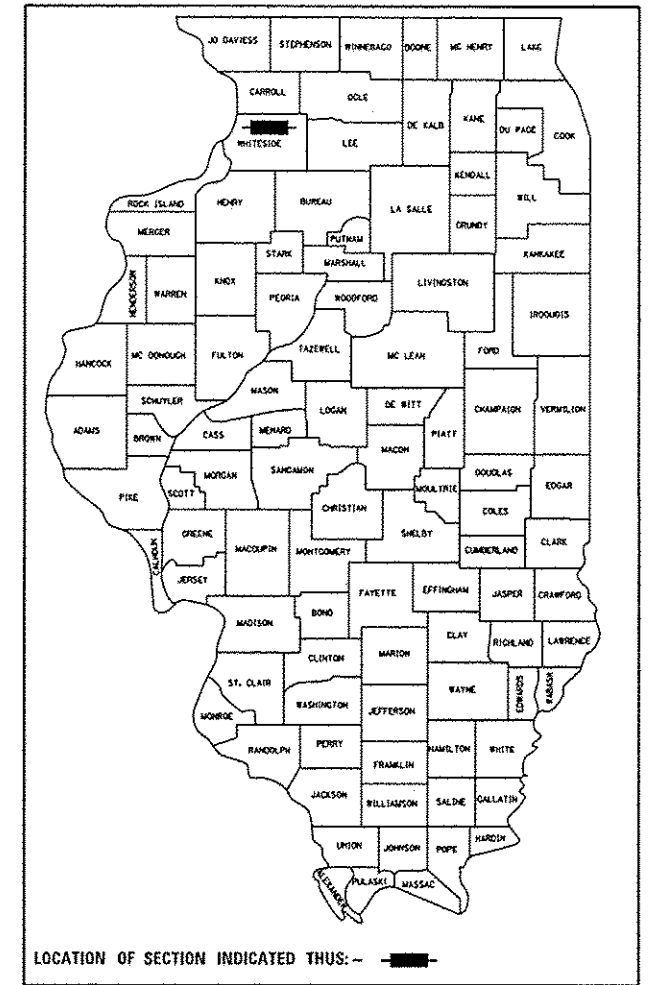 JO DAVIESS STEPHENSON WINNEBAGO BOONE MC HENRY LAKE
CARROLL OGLE
DE KALB KANE DU PAGE COOK
WHITESIDE LEE
KENDALL WILL
ROCK ISLAND HENRY BUREAU LA SALLE GRUNDY
MERCER PUTNAM KANKAKEE
STARK MARSHALL
HENDERSON WARREN KNOX PEORIA WOODFORD LIVINGSTON IROQUOIS
FULTON TAZEWELL MC LEAN FORD
HANCOCK MC DONOUGH
MASON
SCHUYLER LOGAN DE WITT CHAMPAIGN VERMILION
ADAMS BROWN CASS MENARD MACON PIATT
SANGAMON
PIKE SCOTT MORGAN MOULTRIE DOUGLAS EDGAR
CHRISTIAN COLES
GREENE MACOUPIN MONTGOMERY SHELBY CUMBERLAND CLARK
CALHOUN JERSEY
FAYETTE EFFINGHAM JASPER CRAWFORD
MADISON BOND
CLAY RICHLAND LAWRENCE
CLINTON MARION
ST. CLAIR WAYNE EDWARDS WABASH
WASHINGTON JEFFERSON
MONROE
RANDOLPH PERRY HAMILTON WHITE
FRANKLIN
JACKSON WILLIAMSON SALINE GALLATIN
UNION JOHNSON POPE HARDIN
ALEXANDER PULASKI MASSAC
LOCATION OF SECTION INDICATED THUS: -